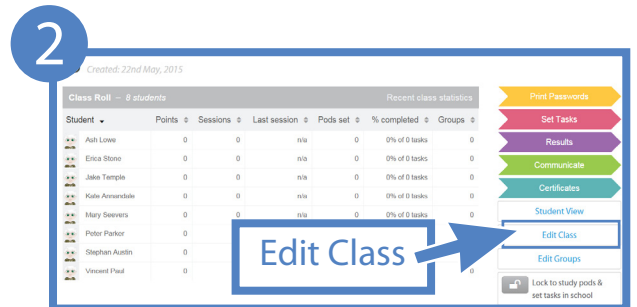 2
Created: 22nd May, 2015
Class Roll – 8 students Recent class statistics
Student Points Sessions Last session Pods set % completed Groups
Ash Lowe 0 0 n/a 0 0% of 0 tasks 0
Erica Stone 0 0 n/a 0 0% of 0 tasks 0
Jake Temple 0 0 n/a 0 0% of 0 tasks 0
Kate Annandale 0 0 n/a 0 0% of 0 tasks 0
Mary Seevers 0 0 n/a 0 0% of 0 tasks 0
Peter Parker 0
Stephan Austin 0
Vincent Paul 0 0
Edit Class
Print Passwords
Set Tasks
Results
Communicate
Certificates
Student View
Edit Class
Edit Groups
Lock to study pods &
set tasks in school